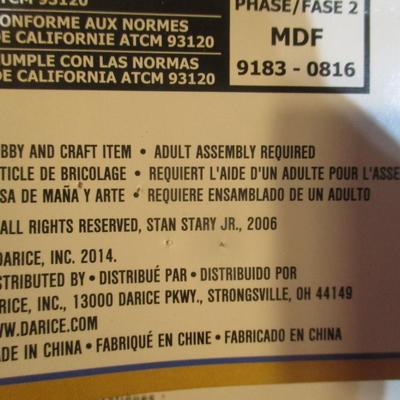 ATCM 93120
CONFORME AUX NORMES
DE CALIFORNIE ATCM 93120
CUMPLE CON LAS NORMAS
DE CALIFORNIA ATCM 93120
PHASE/FASE 2
MDF
9183 - 0816
BBY AND CRAFT ITEM • ADULT ASSEMBLY REQUIRED
TICLE DE BRICOLAGE • REQUIERT L'AIDE D'UN ADULTE POUR L'ASSE
SA DE MAÑA Y ARTE • REQUIERE ENSAMBLADO DE UN ADULTO
ALL RIGHTS RESERVED, STAN STARY JR., 2006
DARICE, INC. 2014.
STRIBUTED BY • DISTRIBUÉ PAR • DISTRIBUIDO POR
RICE, INC., 13000 DARICE PKWY., STRONGSVILLE, OH 44149
WW.DARICE.COM
ADE IN CHINA • FABRIQUÉ EN CHINE • FABRICADO EN CHINA